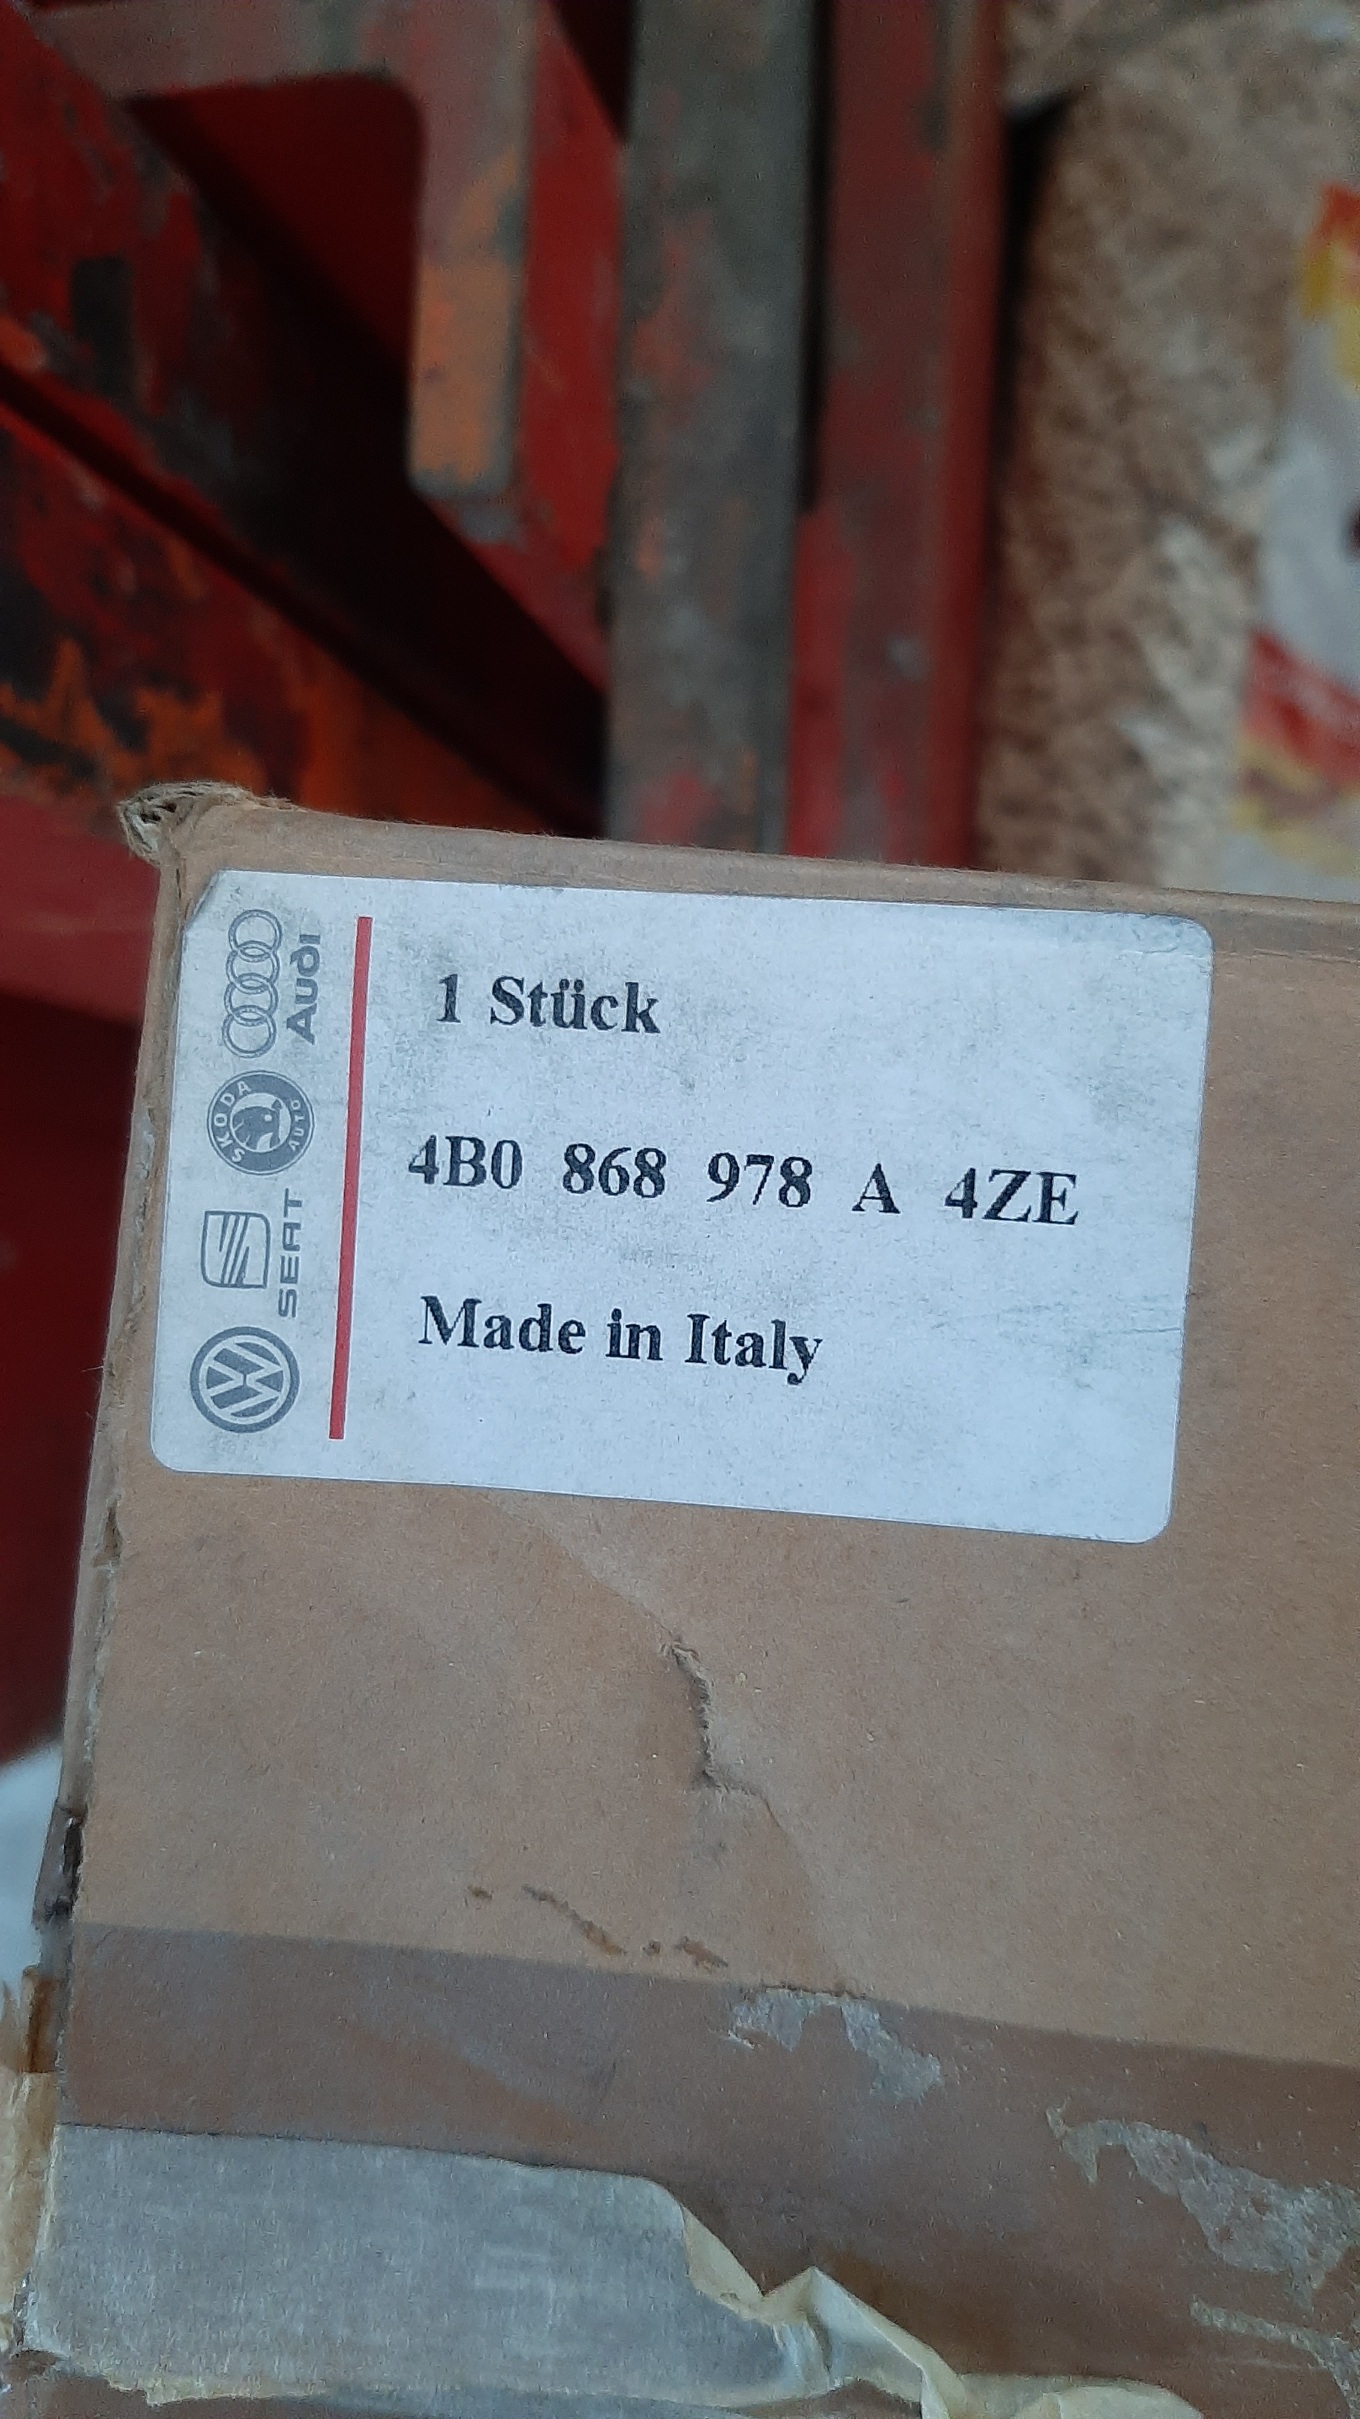 1 Stück
4B0 868 978 A 4ZE
Made in Italy
Audi
SKODA AUTO
SEAT